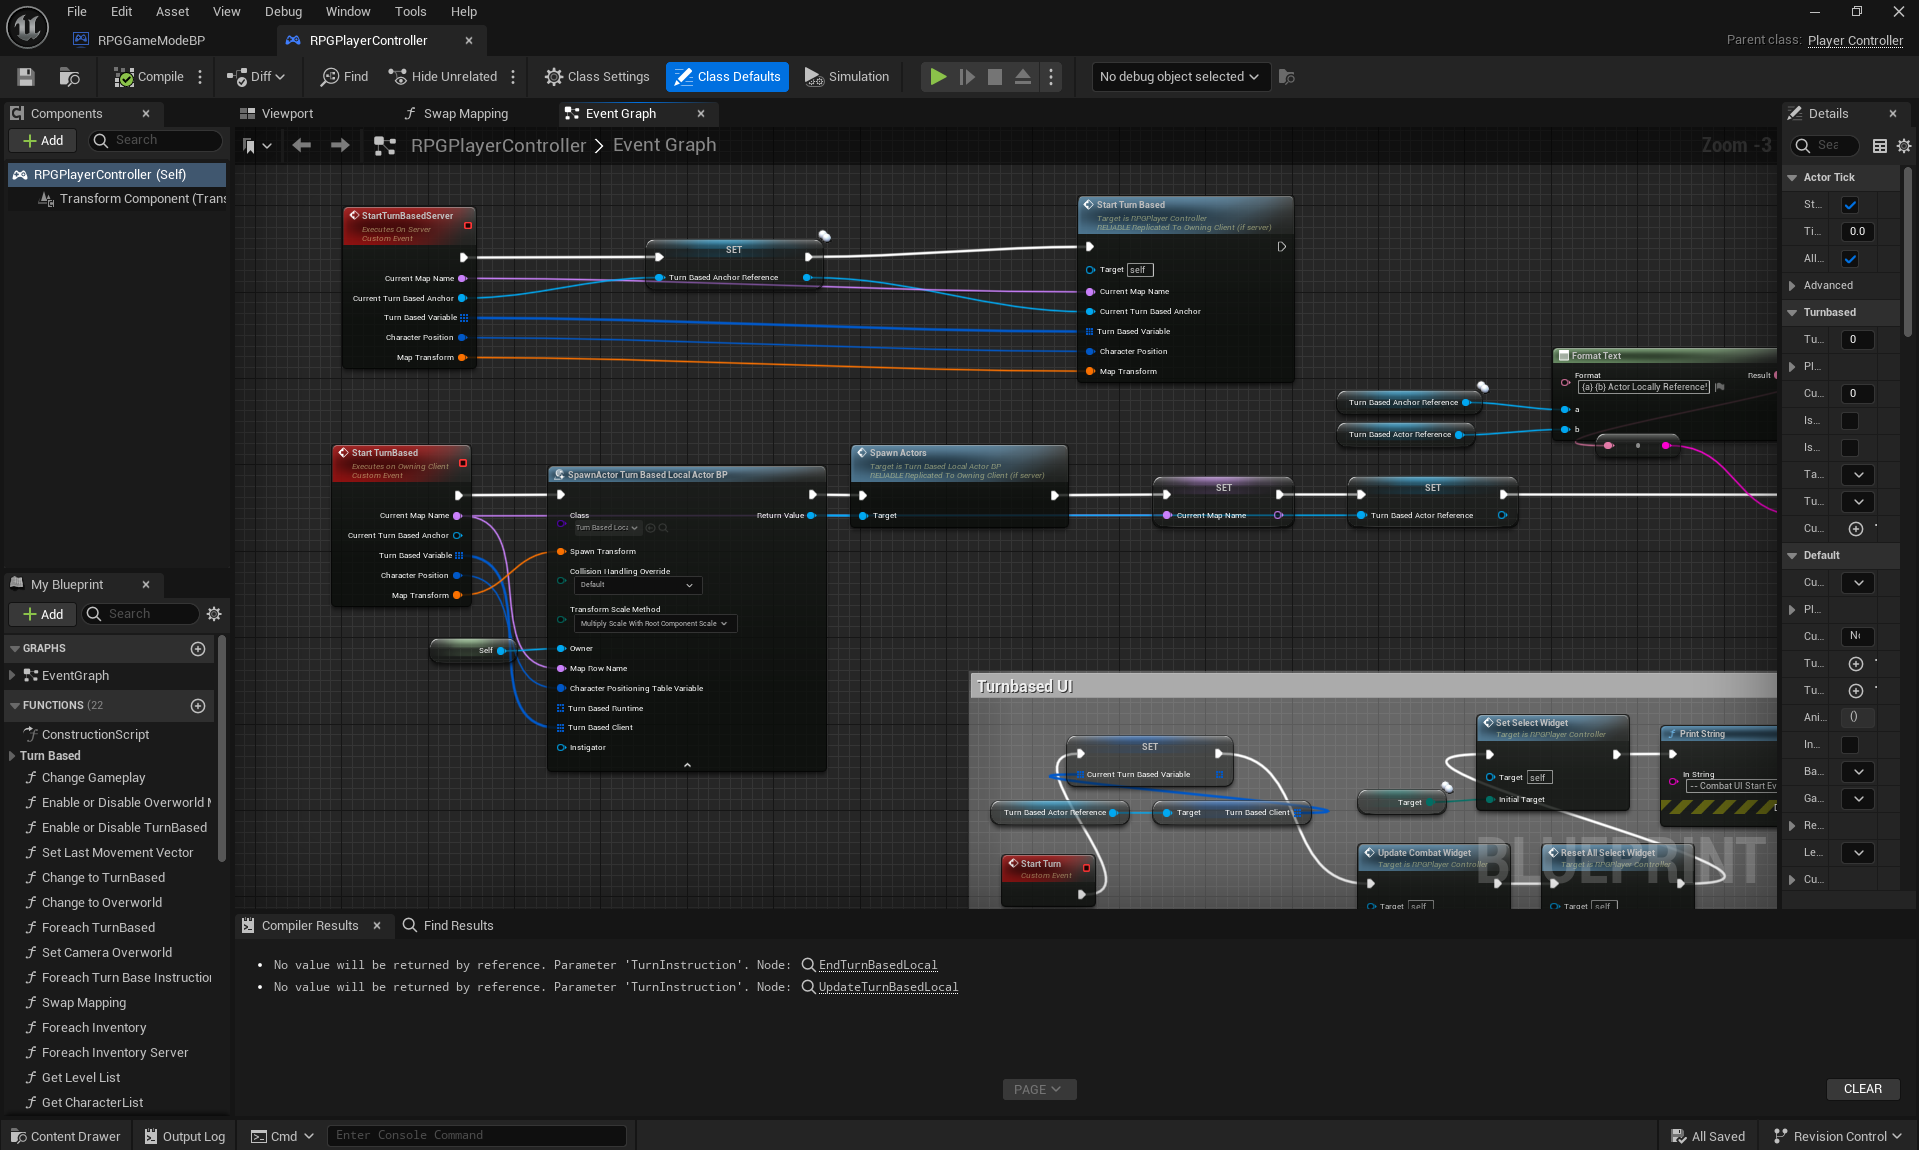 File Edit Asset View Debug Window Tools Help
RPGGameModeBP
RPGPlayerController
Parent class: Player Controller
Compile
Diff
Find
Hide Unrelated
Class Settings
Class Defaults
Simulation
No debug object selected
Components
Add
Search
RPGPlayerController (Self)
Transform Component (Trans
Viewport
Swap Mapping
Event Graph
RPGPlayerController > Event Graph
Zoom -3
StartTurnBasedServer
Executes On Server
Custom Event
Current Map Name
Current Turn Based Anchor
Turn Based Variable
Character Position
Map Transform
SET
Turn Based Anchor Reference
Start Turn Based
Target is RPGPlayer Controller
RELIABLE Replicated To Owning Client (if server)
Target self
Current Map Name
Current Turn Based Anchor
Turn Based Variable
Character Position
Map Transform
Turn Based Anchor Reference
Turn Based Actor Reference
Format Text
Format
Result
{a} {b} Actor Locally Reference!
a
b
Start TurnBased
Executes on Owning Client
Custom Event
Current Map Name
Current Turn Based Anchor
Turn Based Variable
Character Position
Map Transform
Self
SpawnActor Turn Based Local Actor BP
Class
Return Value
Turn Based Loca
Spawn Transform
Collision Handling Override
Default
Transform Scale Method
Multiply Scale With Root Component Scale
Owner
Map Row Name
Character Positioning Table Variable
Turn Based Runtime
Turn Based Client
Instigator
Spawn Actors
Target is Turn Based Local Actor BP
RELIABLE Replicated To Owning Client (if server)
Target
SET
Current Map Name
SET
Turn Based Actor Reference
Turnbased UI
SET
Current Turn Based Variable
Turn Based Actor Reference
Target
Turn Based Client
Start Turn
Custom Event
Target
Set Select Widget
Target is RPGPlayer Controller
Target self
Initial Target
Print String
In String
-- Combat UI Start Ev
Update Combat Widget
Target is RPGPlayer Controller
Target self
Reset All Select Widget
Target is RPGPlayer Controller
Target self
BLUEPRINT
My Blueprint
Add
Search
GRAPHS
EventGraph
FUNCTIONS (22
ConstructionScript
Turn Based
Change Gameplay
Enable or Disable Overworld M
Enable or Disable TurnBased
Set Last Movement Vector
Change to TurnBased
Change to Overworld
Foreach TurnBased
Set Camera Overworld
Foreach Turn Base Instruction
Swap Mapping
Foreach Inventory
Foreach Inventory Server
Get Level List
Get CharacterList
Details
Sea
Actor Tick
St...
Ti... 0.0
All...
Advanced
Turnbased
Tu... 0
Pl...
Cu... 0
Is...
Is...
Ta...
Tu...
Cu...
Default
Cu...
Pl...
Cu...
Tu...
Tu...
Ani... ()
In...
Ba...
Ga...
Re...
Le...
Cu...
Compiler Results
Find Results
• No value will be returned by reference. Parameter 'TurnInstruction'. Node: EndTurnBasedLocal
• No value will be returned by reference. Parameter 'TurnInstruction'. Node: UpdateTurnBasedLocal
PAGE
CLEAR
Content Drawer
Output Log
Cmd
Enter Console Command
All Saved
Revision Control